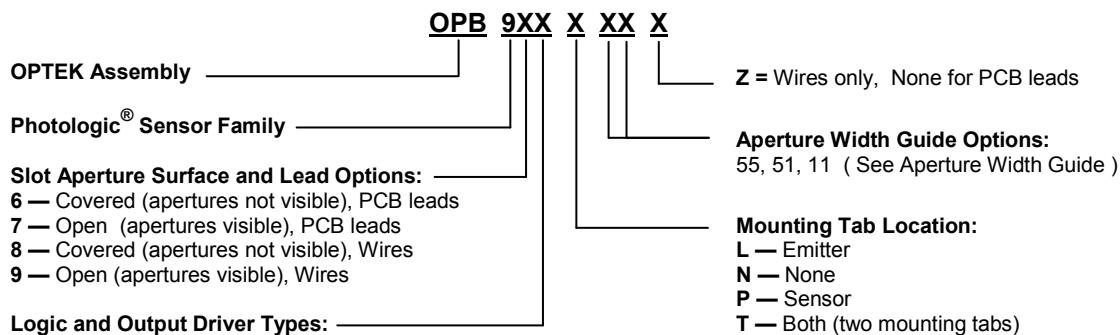 OPB 9XX X XX X
OPTEK Assembly
Photologic® Sensor Family
Slot Aperture Surface and Lead Options:
6 — Covered (apertures not visible), PCB leads
7 — Open (apertures visible), PCB leads
8 — Covered (apertures not visible), Wires
9 — Open (apertures visible), Wires
Logic and Output Driver Types:
Z = Wires only, None for PCB leads
Aperture Width Guide Options:
55, 51, 11 ( See Aperture Width Guide )
Mounting Tab Location:
L — Emitter
N — None
P — Sensor
T — Both (two mounting tabs)